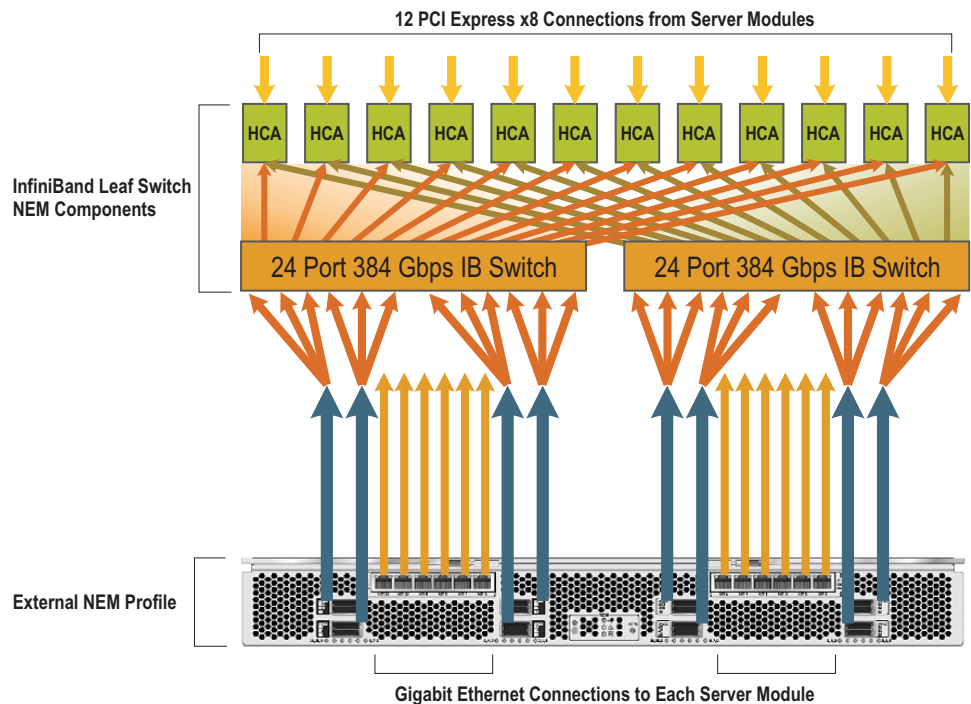 12 PCI Express x8 Connections from Server Modules
HCA HCA HCA HCA HCA HCA HCA HCA HCA HCA HCA HCA
InfiniBand Leaf Switch
NEM Components
24 Port 384 Gbps IB Switch
24 Port 384 Gbps IB Switch
External NEM Profile
Gigabit Ethernet Connections to Each Server Module